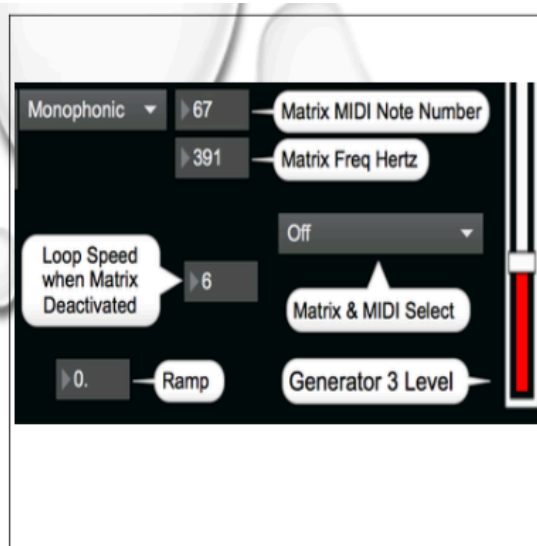 Monophonic
67
Matrix MIDI Note Number
391
Matrix Freq Hertz
Off
Loop Speed
when Matrix
Deactivated
6
Matrix & MIDI Select
0.
Ramp
Generator 3 Level